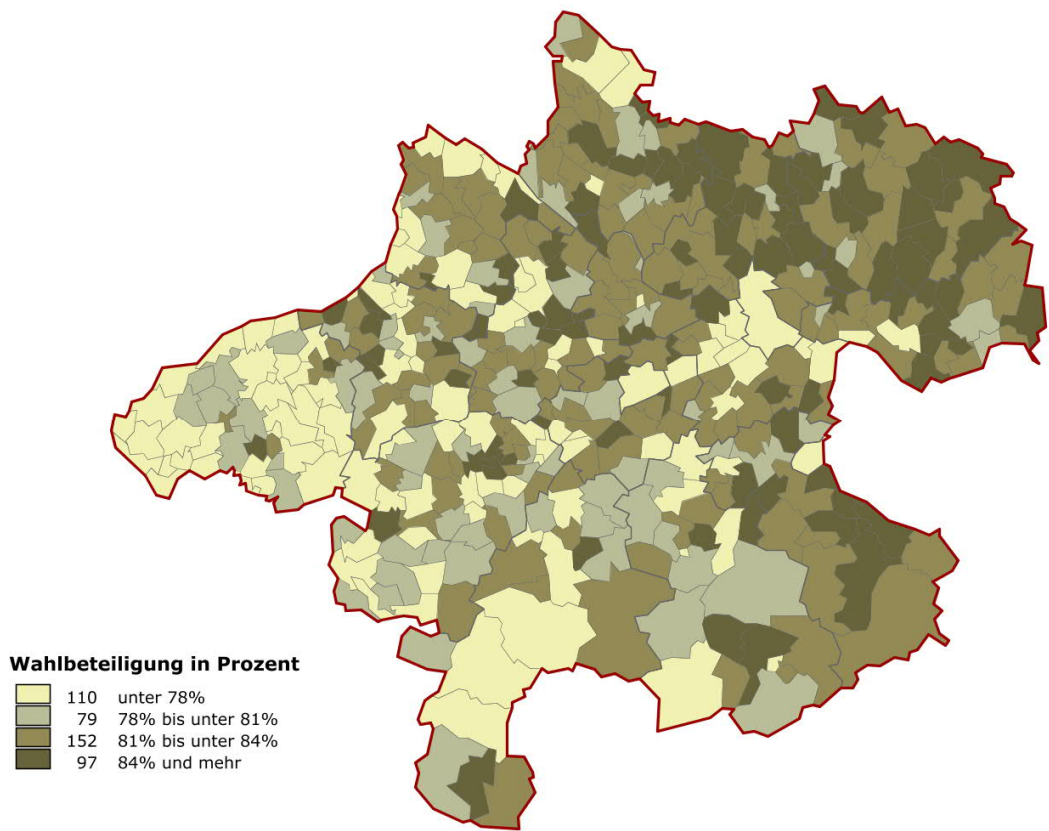 Wahlbeteiligung in Prozent
110 unter 78%
79 78% bis unter 81%
152 81% bis unter 84%
97 84% und mehr